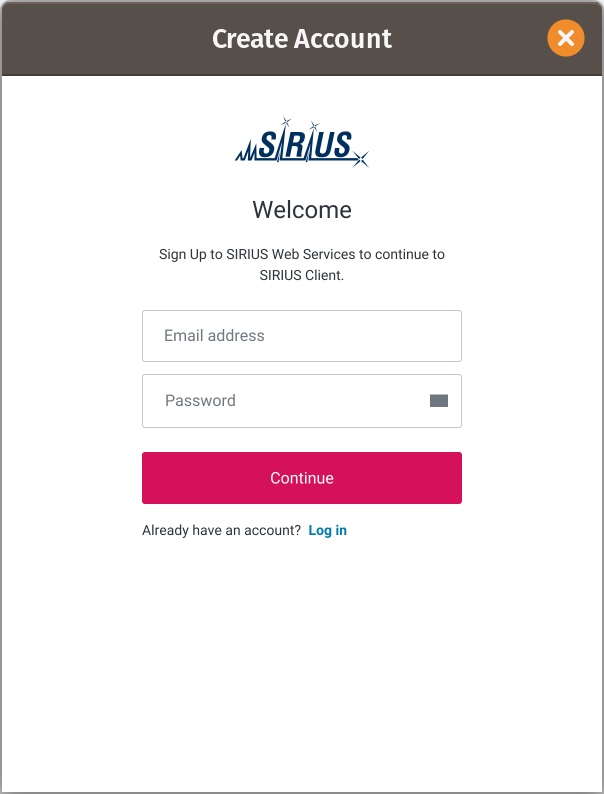 Create Account
SIRIUS
Welcome
Sign Up to SIRIUS Web Services to continue to
SIRIUS Client.
Email address
Password
Continue
Already have an account? Log in